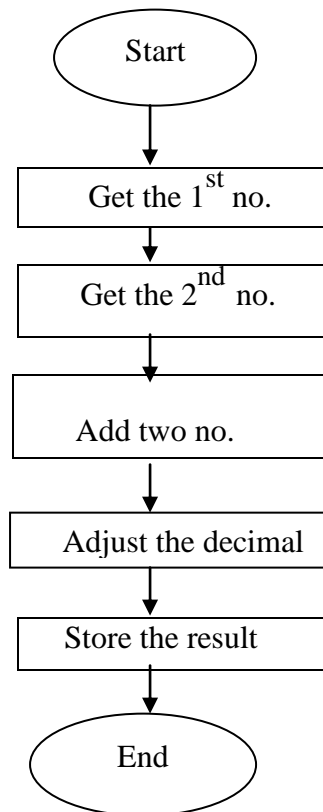 Start
Get the 1st no.
Get the 2nd no.
Add two no.
Adjust the decimal
Store the result
End